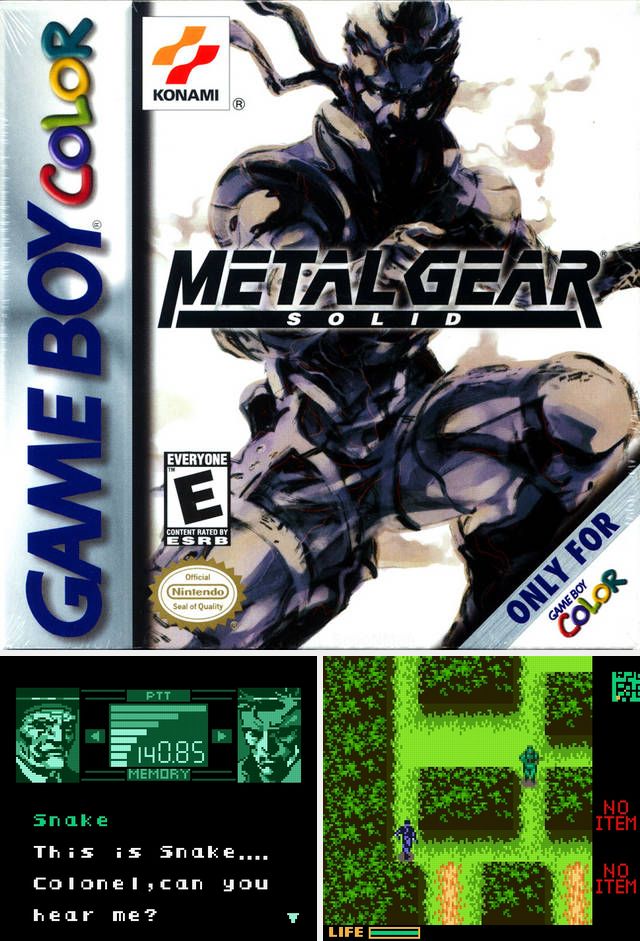 GAME BOY COLOR
KONAMI
®
METAL GEAR
SOLID
EVERYONE
™
E
CONTENT RATED BY
ESRB
Official
Nintendo
Seal of Quality
ONLY FOR
GAME BOY
COLOR
PTT
140.85
MEMORY
Snake
This is Snake....
Colonel,can you
hear me?
NO
ITEM
NO
ITEM
LIFE